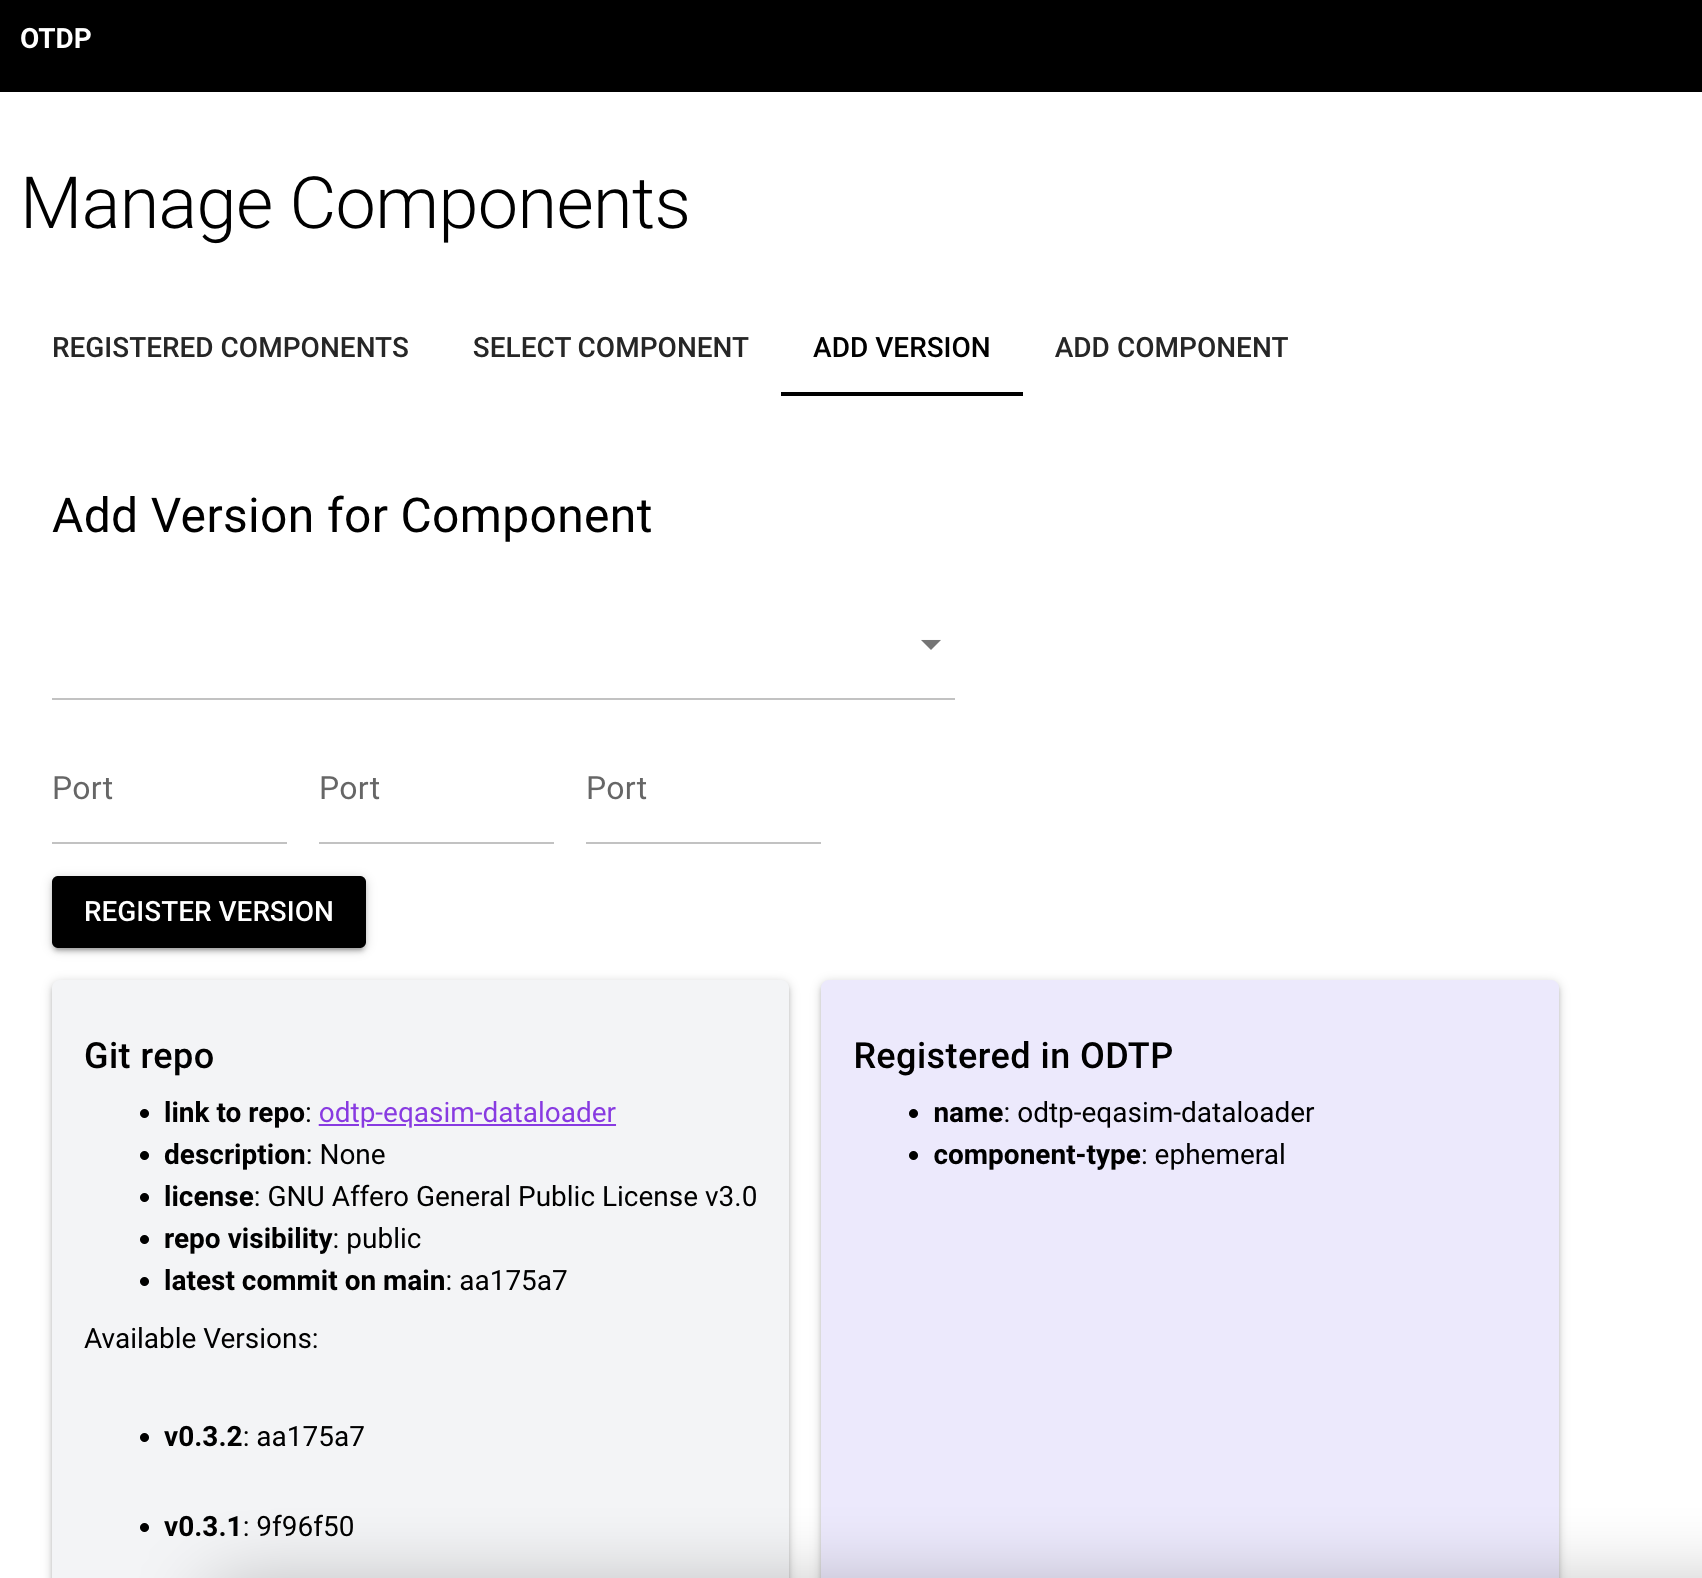 OTDP
Manage Components
REGISTERED COMPONENTS SELECT COMPONENT ADD VERSION ADD COMPONENT
Add Version for Component
Port Port Port
REGISTER VERSION
Git repo
link to repo: odtp-eqasim-dataloader
description: None
license: GNU Affero General Public License v3.0
repo visibility: public
latest commit on main: aa175a7
Available Versions:
v0.3.2: aa175a7
v0.3.1: 9f96f50
Registered in ODTP
name: odtp-eqasim-dataloader
component-type: ephemeral